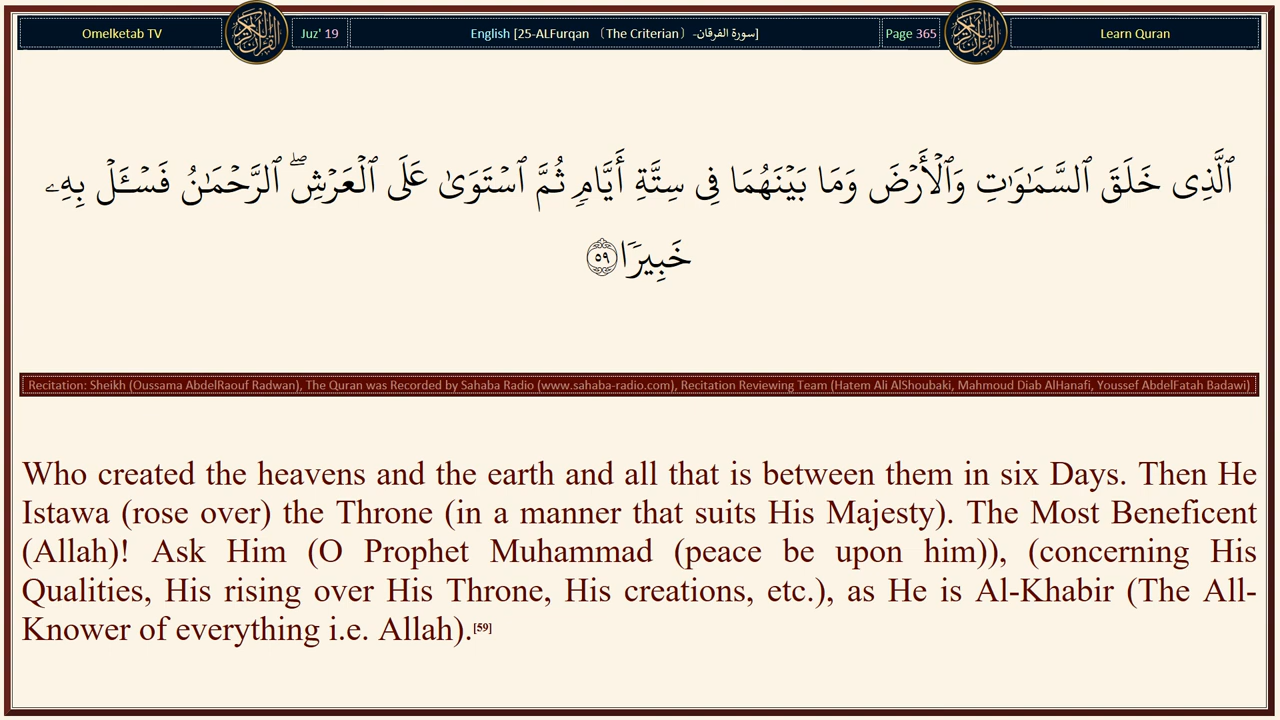 Omelketab TV
Juz' 19
English [25-ALFurqan (The Criterian) -سورة الفرقان]
Page 365
Learn Quran
ٱلَّذِى خَلَقَ ٱلسَّمَـٰوَٰتِ وَٱلْأَرْضَ وَمَا بَيْنَهُمَا فِى سِتَّةِ أَيَّامٍ ثُمَّ ٱسْتَوَىٰ عَلَى ٱلْعَرْشِ ۖ ٱلرَّحْمَـٰنُ فَسْـَٔلْ بِهِۦ
خَبِيرًا ٥٩
Recitation: Sheikh (Oussama AbdelRaouf Radwan), The Quran was Recorded by Sahaba Radio (www.sahaba-radio.com), Recitation Reviewing Team (Hatem Ali AlShoubaki, Mahmoud Diab AlHanafi, Youssef AbdelFatah Badawi)
Who created the heavens and the earth and all that is between them in six Days. Then He
Istawa (rose over) the Throne (in a manner that suits His Majesty). The Most Beneficent
(Allah)! Ask Him (O Prophet Muhammad (peace be upon him)), (concerning His
Qualities, His rising over His Throne, His creations, etc.), as He is Al-Khabir (The All-
Knower of everything i.e. Allah).[59]